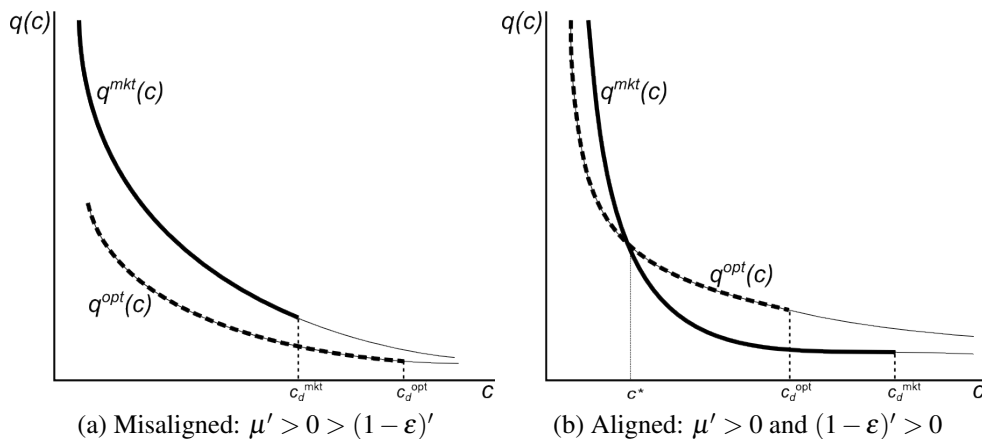 q(c)
q^mkt(c)
q^opt(c)
c_d^mkt
c_d^opt
c
(a) Misaligned: μ′ > 0 > (1 − ε)′
q(c)
q^mkt(c)
q^opt(c)
c*
c_d^opt
c_d^mkt
c
(b) Aligned: μ′ > 0 and (1 − ε)′ > 0